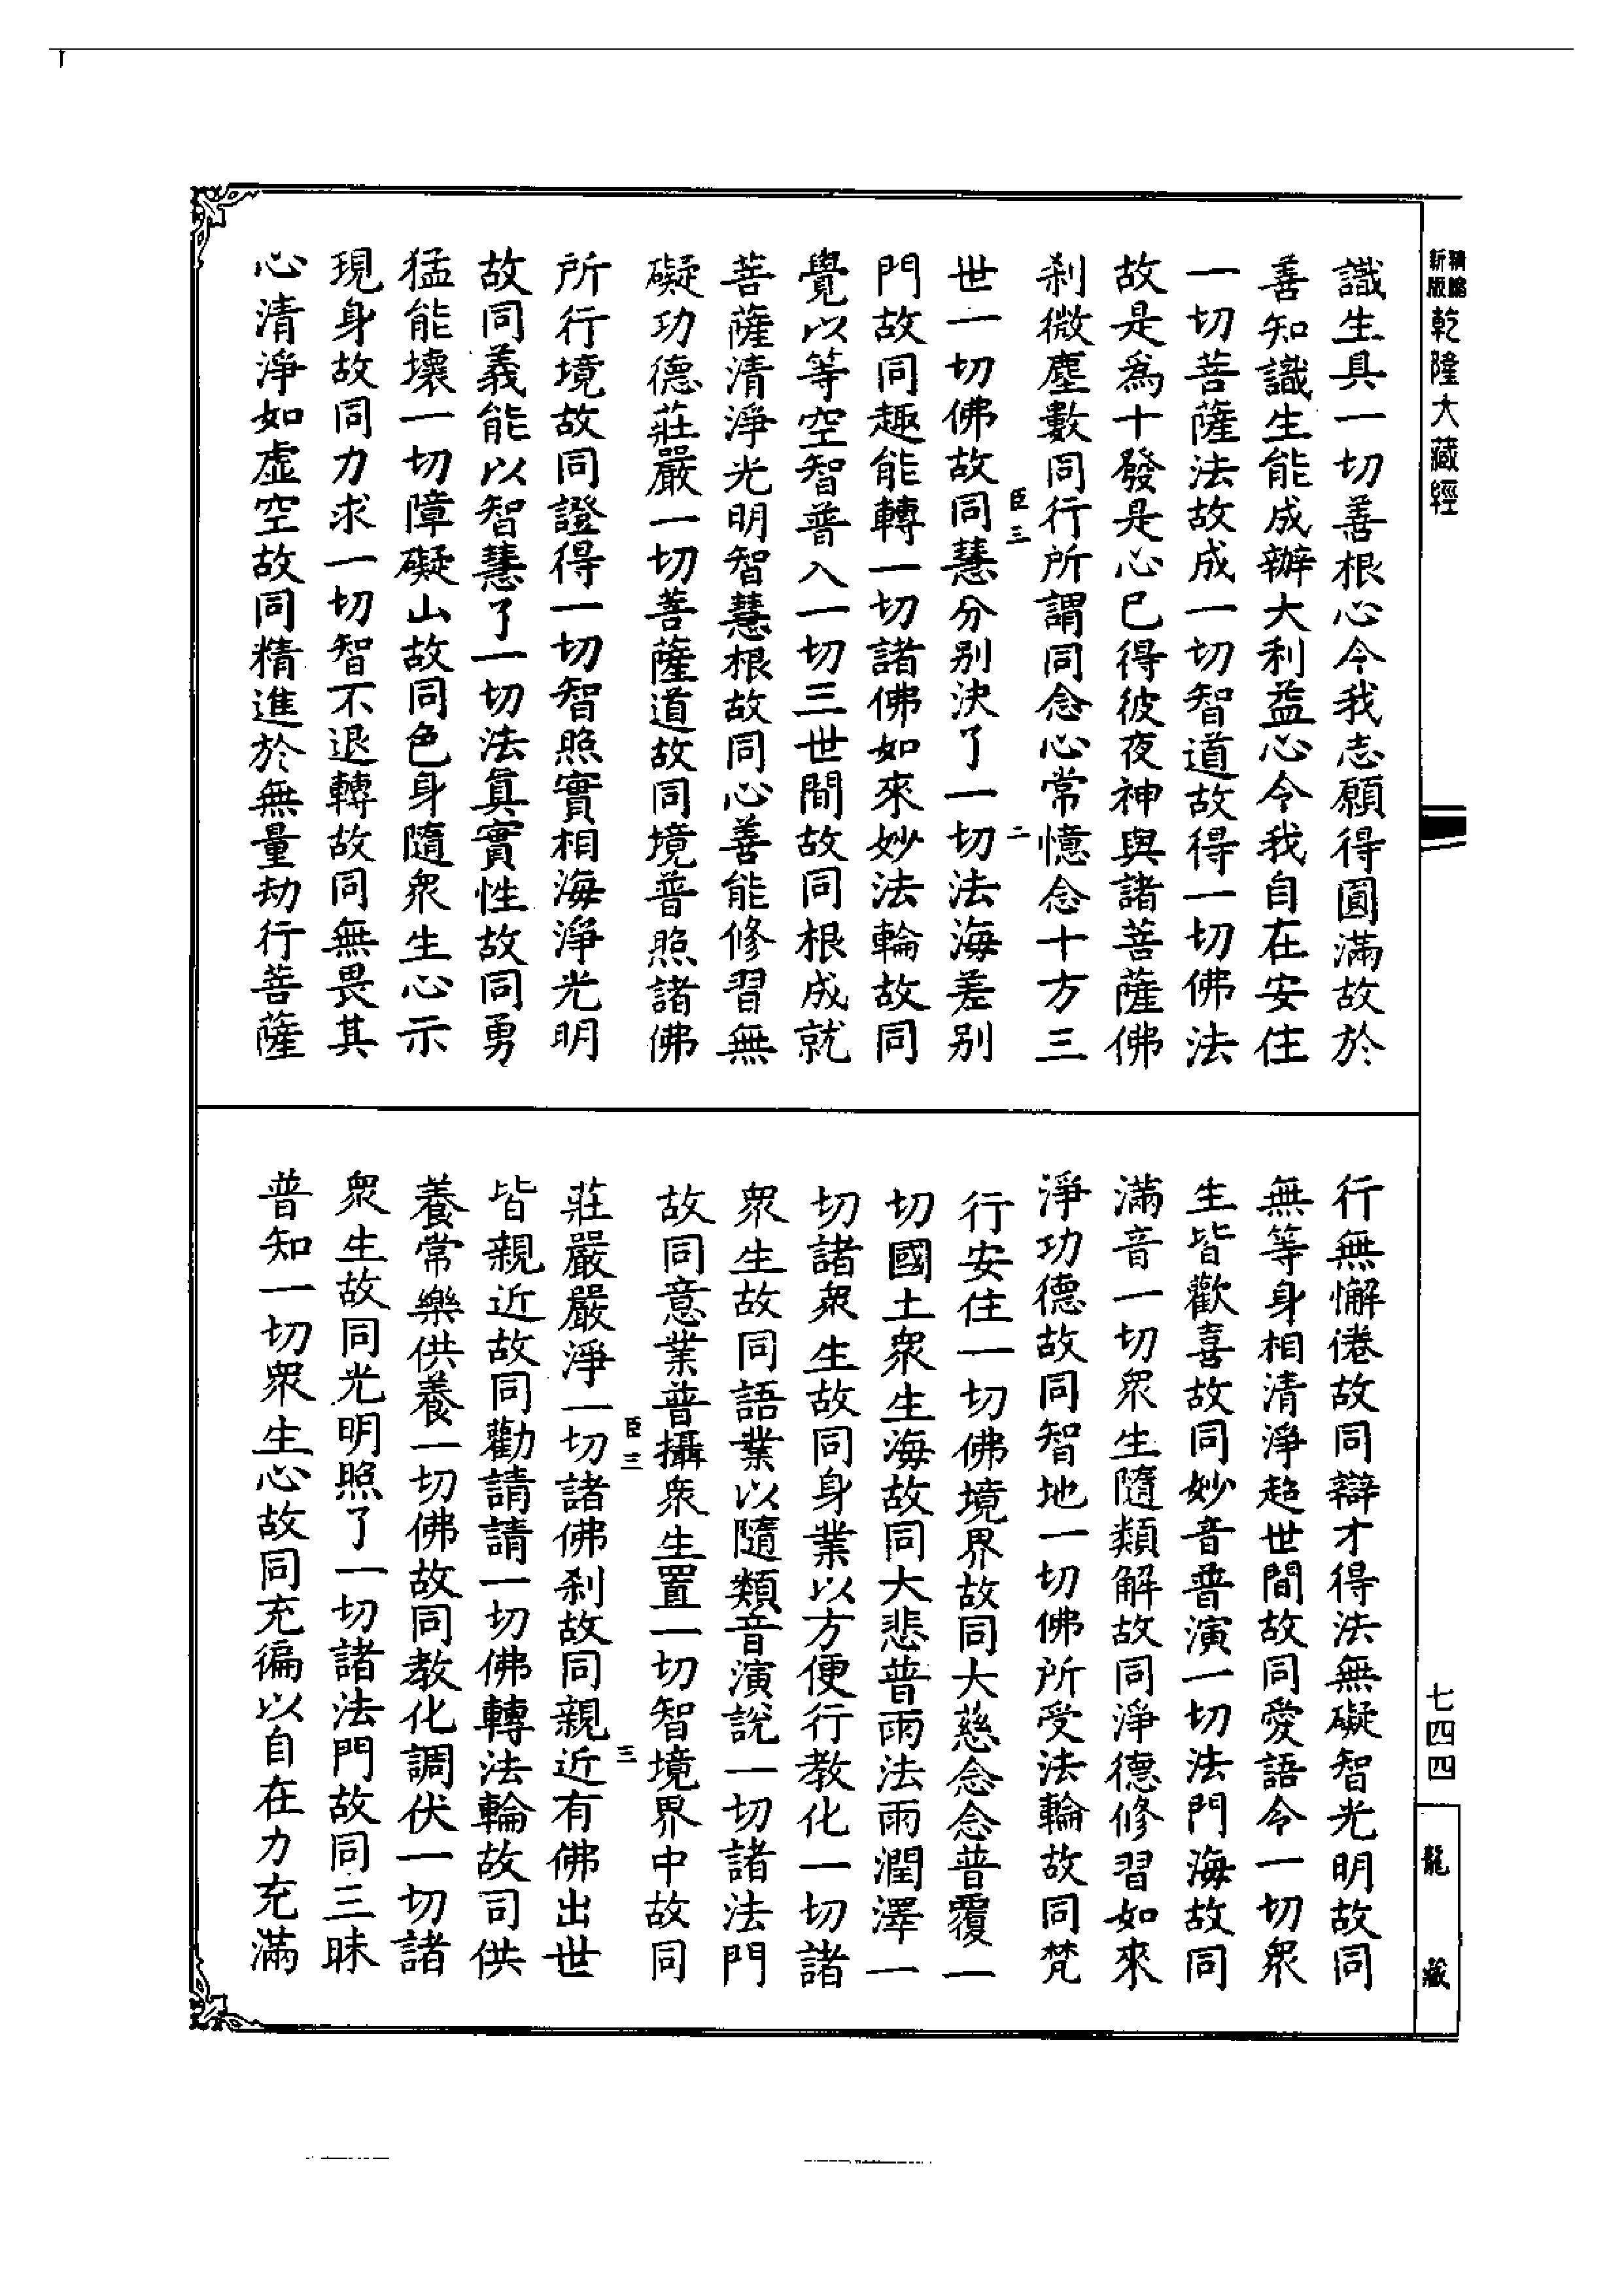 精縮新版乾隆大藏經
識生具一切善根心令我志願得圓滿故於
善知識生能成辦大利益心令我自在安住
一切菩薩法故成一切智道故得一切佛法
故是爲十發是心已得彼夜神與諸菩薩佛
刹微塵數同行所謂同念心常憶念十方三
臣三 二
世一切佛故同慧分别決了一切法海差别
門故同趣能轉一切諸佛如來妙法輪故同
覺以等空智普入一切三世間故同根成就
菩薩清淨光明智慧根故同心善能修習無
礙功德莊嚴一切菩薩道故同境普照諸佛
所行境故同證得一切智照實相海淨光明
故同義能以智慧了一切法真實性故同勇
猛能壞一切障礙山故同色身隨衆生心示
現身故同力求一切智不退轉故同無畏其
心清淨如虛空故同精進於無量劫行菩薩
行無懈倦故同辯才得法無礙智光明故同
無等身相清淨超世間故同愛語令一切衆
生皆歡喜故同妙音普演一切法門海故同
滿音一切衆生隨類解故同淨德修習如來
淨功德故同智地一切佛所受法輪故同梵
行安住一切佛境界故同大慈念念普覆一
切國土衆生海故同大悲普雨法雨潤澤一
切諸衆生故同身業以方便行教化一切諸
衆生故同語業以隨類音演説一切諸法門
故同意業普攝衆生置一切智境界中故同
臣三 三
莊嚴嚴淨一切諸佛刹故同親近有佛出世
皆親近故同勸請請一切佛轉法輪故司供
養常樂供養一切佛故同教化調伏一切諸
衆生故同光明照了一切諸法門故同三昧
普知一切衆生心故同充徧以自在力充滿
七四四
龍藏